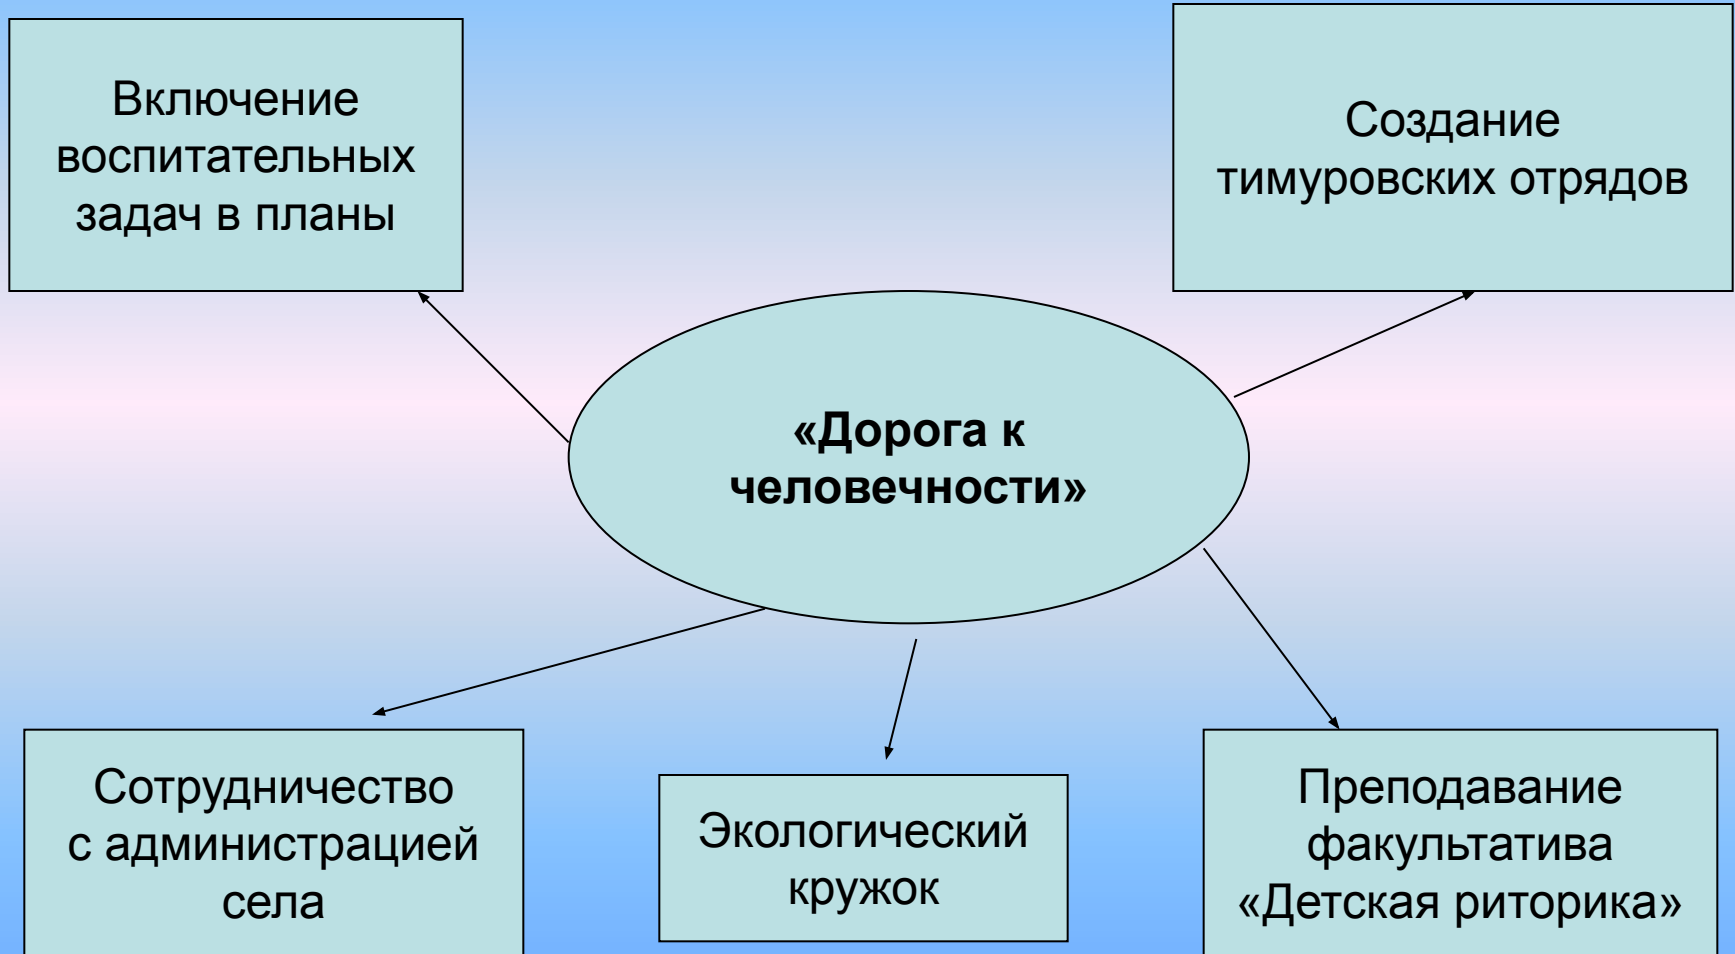 Включение
воспитательных
задач в планы
Создание
тимуровских отрядов
«Дорога к
человечности»
Сотрудничество
с администрацией
села
Экологический
кружок
Преподавание
факультатива
«Детская риторика»